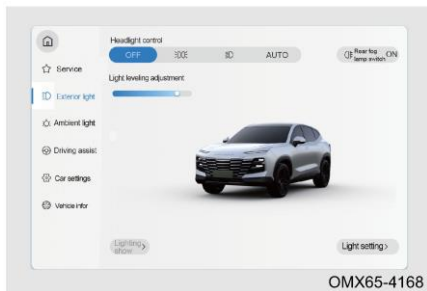 Headlight control
OFF AUTO
Rear fog lamp switch ON
Service
Light leveling adjustment
Exterior light
Ambient light
Driving assist
Car settings
Vehice infor
Lighting show >
Light setting >
OMX65-4168